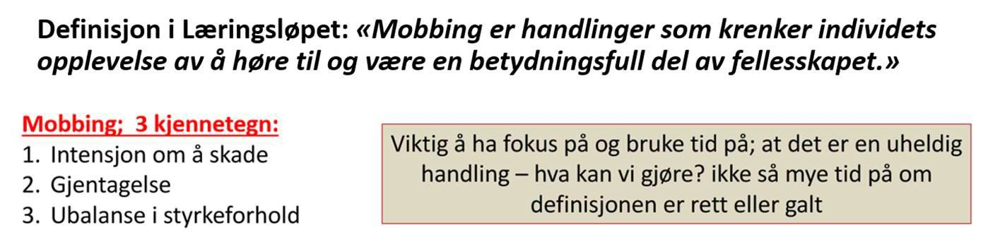 Definisjon i Læringsløpet: «Mobbing er handlinger som krenker individets
opplevelse av å høre til og være en betydningsfull del av fellesskapet.»
Mobbing;  3 kjennetegn:
1. Intensjon om å skade
2. Gjentagelse
3. Ubalanse i styrkeforhold
Viktig å ha fokus på og bruke tid på; at det er en uheldig
handling – hva kan vi gjøre? ikke så mye tid på om
definisjonen er rett eller galt